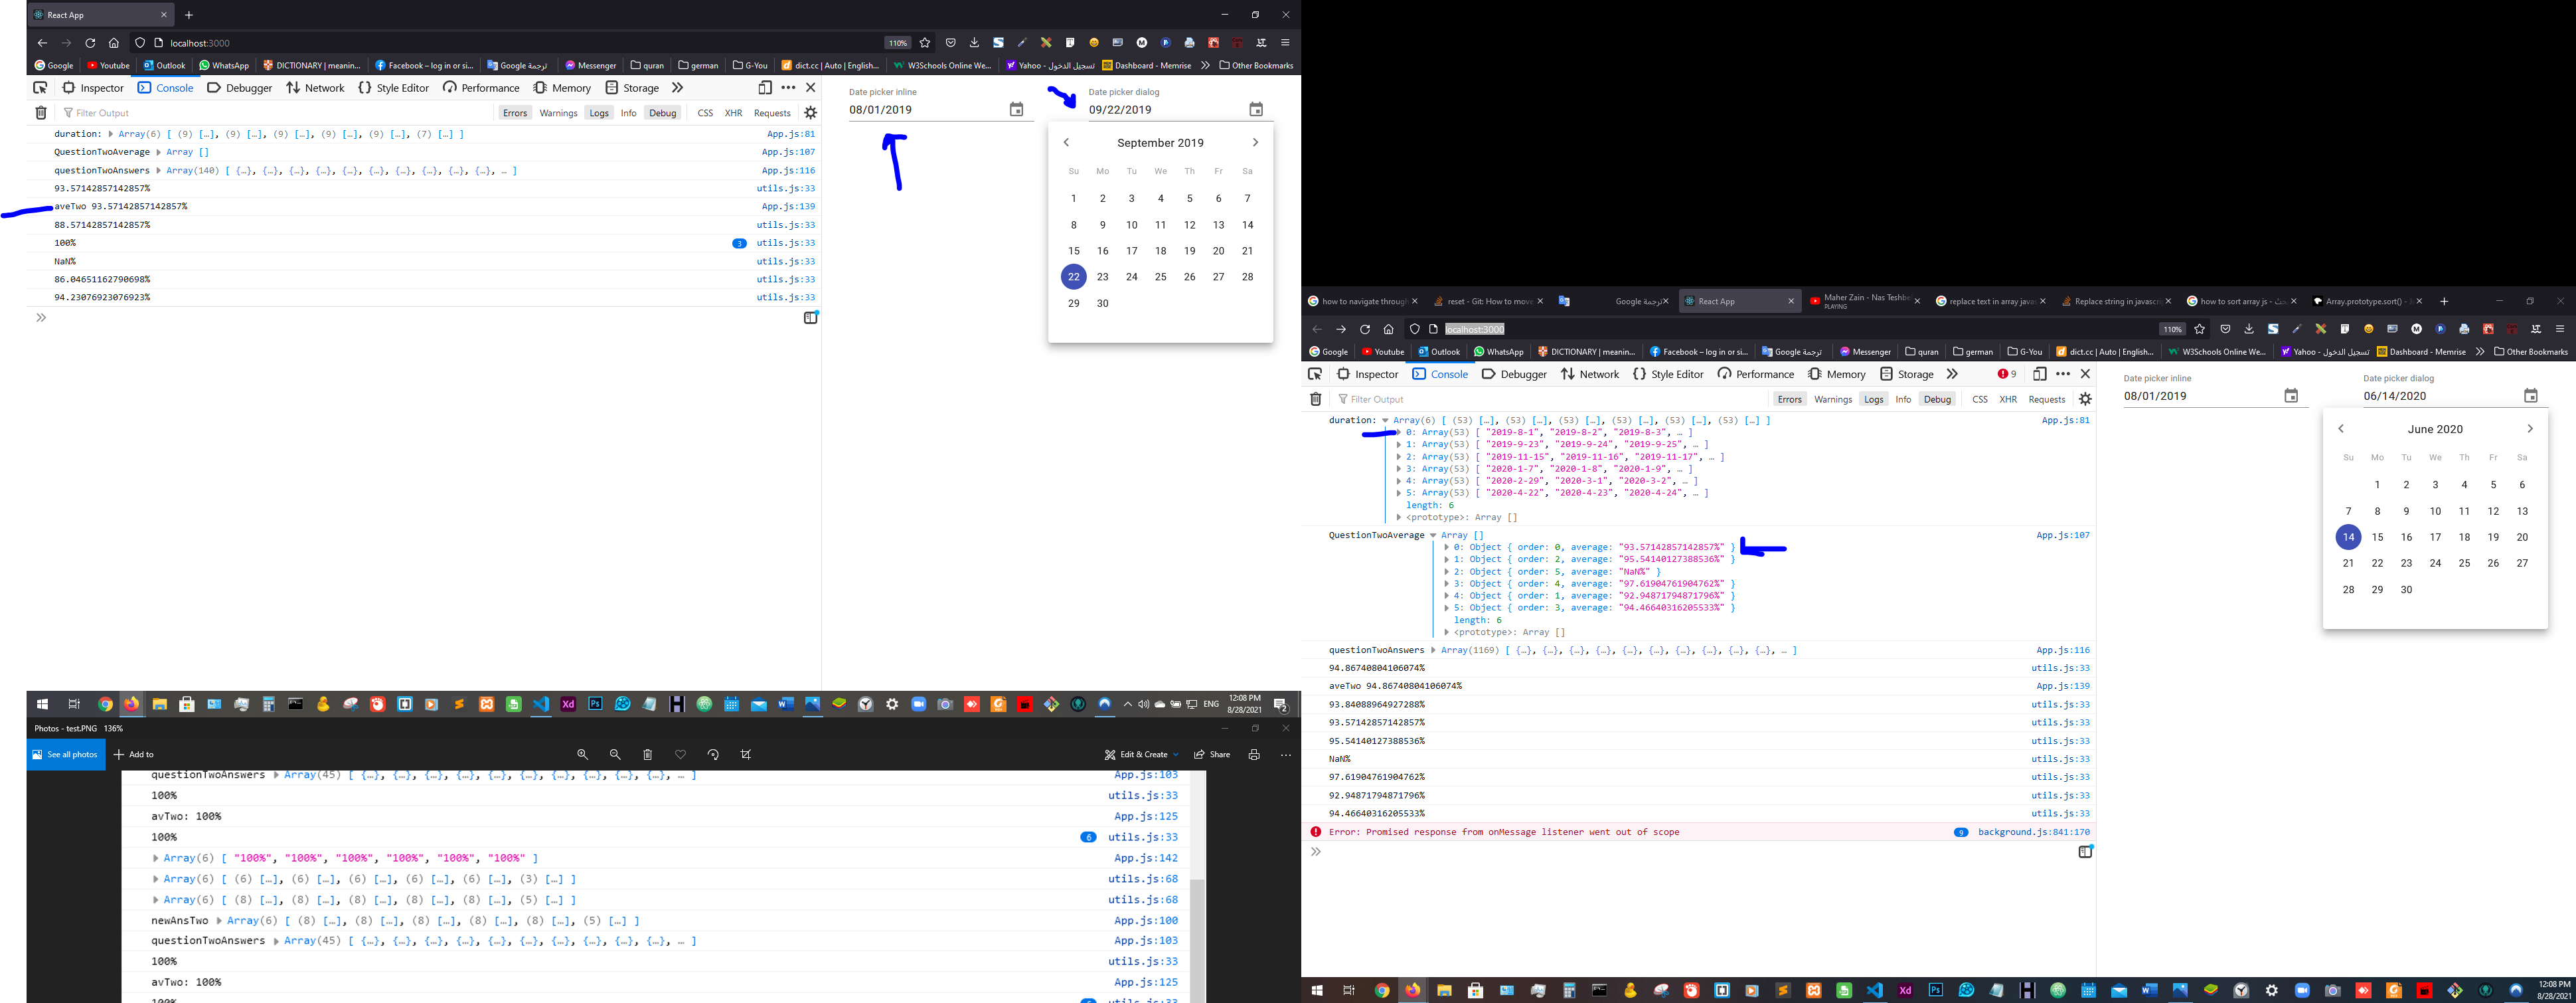 React App
localhost:3000
110%
Google Youtube Outlook WhatsApp DICTIONARY | meanin... Facebook – log in or si... Google ترجمة Messenger quran german G-You dict.cc | Auto | English... W3Schools Online We... Yahoo - تسجيل الدخول Dashboard - Memrise Other Bookmarks
Inspector Console Debugger Network Style Editor Performance Memory Storage
Filter Output Errors Warnings Logs Info Debug CSS XHR Requests
duration: Array(6) [ (9) […], (9) […], (9) […], (9) […], (9) […], (7) […] ] App.js:81
QuestionTwoAverage Array [] App.js:107
questionTwoAnswers Array(140) [ {…}, {…}, {…}, {…}, {…}, {…}, {…}, {…}, {…}, {…}, … ] App.js:116
93.57142857142857% utils.js:33
aveTwo 93.57142857142857% App.js:139
88.57142857142857% utils.js:33
100% 3 utils.js:33
NaN% utils.js:33
86.04651162790698% utils.js:33
94.23076923076923% utils.js:33
Date picker inline
08/01/2019
Date picker dialog
09/22/2019
September 2019
Su Mo Tu We Th Fr Sa
1 2 3 4 5 6 7
8 9 10 11 12 13 14
15 16 17 18 19 20 21
22 23 24 25 26 27 28
29 30
ENG
12:08 PM
8/28/2021
2
Photos - test.PNG 136%
See all photos Add to Edit & Create Share
questionTwoAnswers Array(45) [ {…}, {…}, {…}, {…}, {…}, {…}, {…}, {…}, {…}, {…}, … ] App.js:103
100% utils.js:33
avTwo: 100% App.js:125
100% 6 utils.js:33
Array(6) [ "100%", "100%", "100%", "100%", "100%", "100%" ] App.js:142
Array(6) [ (6) […], (6) […], (6) […], (6) […], (6) […], (3) […] ] utils.js:68
Array(6) [ (8) […], (8) […], (8) […], (8) […], (8) […], (5) […] ] utils.js:68
newAnsTwo Array(6) [ (8) […], (8) […], (8) […], (8) […], (8) […], (5) […] ] App.js:100
questionTwoAnswers Array(45) [ {…}, {…}, {…}, {…}, {…}, {…}, {…}, {…}, {…}, {…}, … ] App.js:103
100% utils.js:33
avTwo: 100% App.js:125
100% utils.js:33
how to navigate through reset - Git: How to move Google ترجمة React App Maher Zain - Nas Teshb replace text in array java Replace string in javascri how to sort array js Array.prototype.sort()
PLAYING
localhost:3000
110%
Google Youtube Outlook WhatsApp DICTIONARY | meanin... Facebook – log in or si... Google ترجمة Messenger quran german G-You dict.cc | Auto | English... W3Schools Online We... Yahoo - تسجيل الدخول Dashboard - Memrise Other Bookmarks
Inspector Console Debugger Network Style Editor Performance Memory Storage 9
Filter Output Errors Warnings Logs Info Debug CSS XHR Requests
duration: Array(6) [ (53) […], (53) […], (53) […], (53) […], (53) […], (53) […] ] App.js:81
0: Array(53) [ "2019-8-1", "2019-8-2", "2019-8-3", … ]
1: Array(53) [ "2019-9-23", "2019-9-24", "2019-9-25", … ]
2: Array(53) [ "2019-11-15", "2019-11-16", "2019-11-17", … ]
3: Array(53) [ "2020-1-7", "2020-1-8", "2020-1-9", … ]
4: Array(53) [ "2020-2-29", "2020-3-1", "2020-3-2", … ]
5: Array(53) [ "2020-4-22", "2020-4-23", "2020-4-24", … ]
length: 6
<prototype>: Array []
QuestionTwoAverage Array [] App.js:107
0: Object { order: 0, average: "93.57142857142857%" }
1: Object { order: 2, average: "95.54140127388536%" }
2: Object { order: 5, average: "NaN%" }
3: Object { order: 4, average: "97.61904761904762%" }
4: Object { order: 1, average: "92.94871794871796%" }
5: Object { order: 3, average: "94.46640316205533%" }
length: 6
<prototype>: Array []
questionTwoAnswers Array(1169) [ {…}, {…}, {…}, {…}, {…}, {…}, {…}, {…}, {…}, {…}, … ] App.js:116
94.86740804106074% utils.js:33
aveTwo 94.86740804106074% App.js:139
93.84088964927288% utils.js:33
93.57142857142857% utils.js:33
95.54140127388536% utils.js:33
NaN% utils.js:33
97.61904761904762% utils.js:33
92.94871794871796% utils.js:33
94.46640316205533% utils.js:33
Error: Promised response from onMessage listener went out of scope 9 background.js:841:170
Date picker inline
08/01/2019
Date picker dialog
06/14/2020
June 2020
Su Mo Tu We Th Fr Sa
1 2 3 4 5 6
7 8 9 10 11 12 13
14 15 16 17 18 19 20
21 22 23 24 25 26 27
28 29 30
12:08 PM
8/28/2021